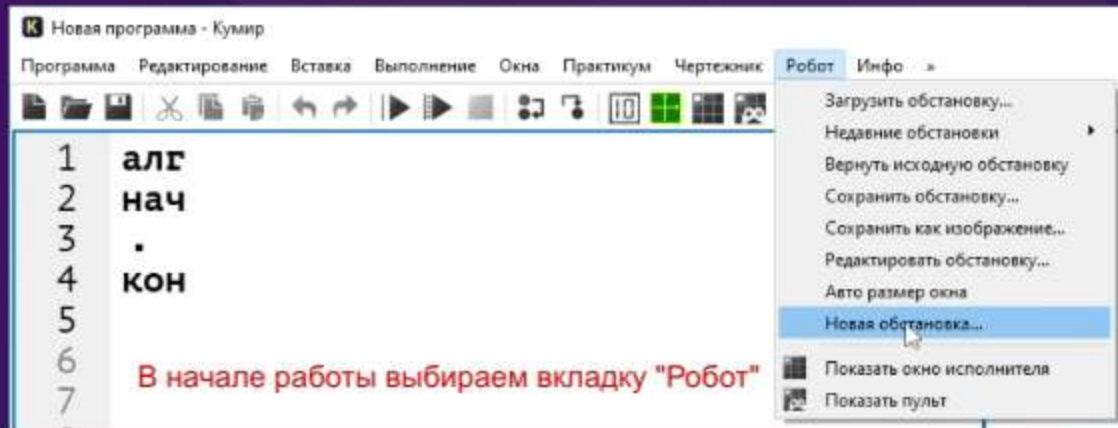 Новая программа - Кумир
Программа Редактирование Вставка Выполнение Окна Практикум Чертежник Робот Инфо »
Загрузить обстановку...
Недавние обстановки
Вернуть исходную обстановку
Сохранить обстановку...
Сохранить как изображение...
Редактировать обстановку...
Авто размер окна
Новая обстановка...
Показать окно исполнителя
Показать пульт
1 алг
2 нач
3 .
4 кон
5
6
7
В начале работы выбираем вкладку "Робот"